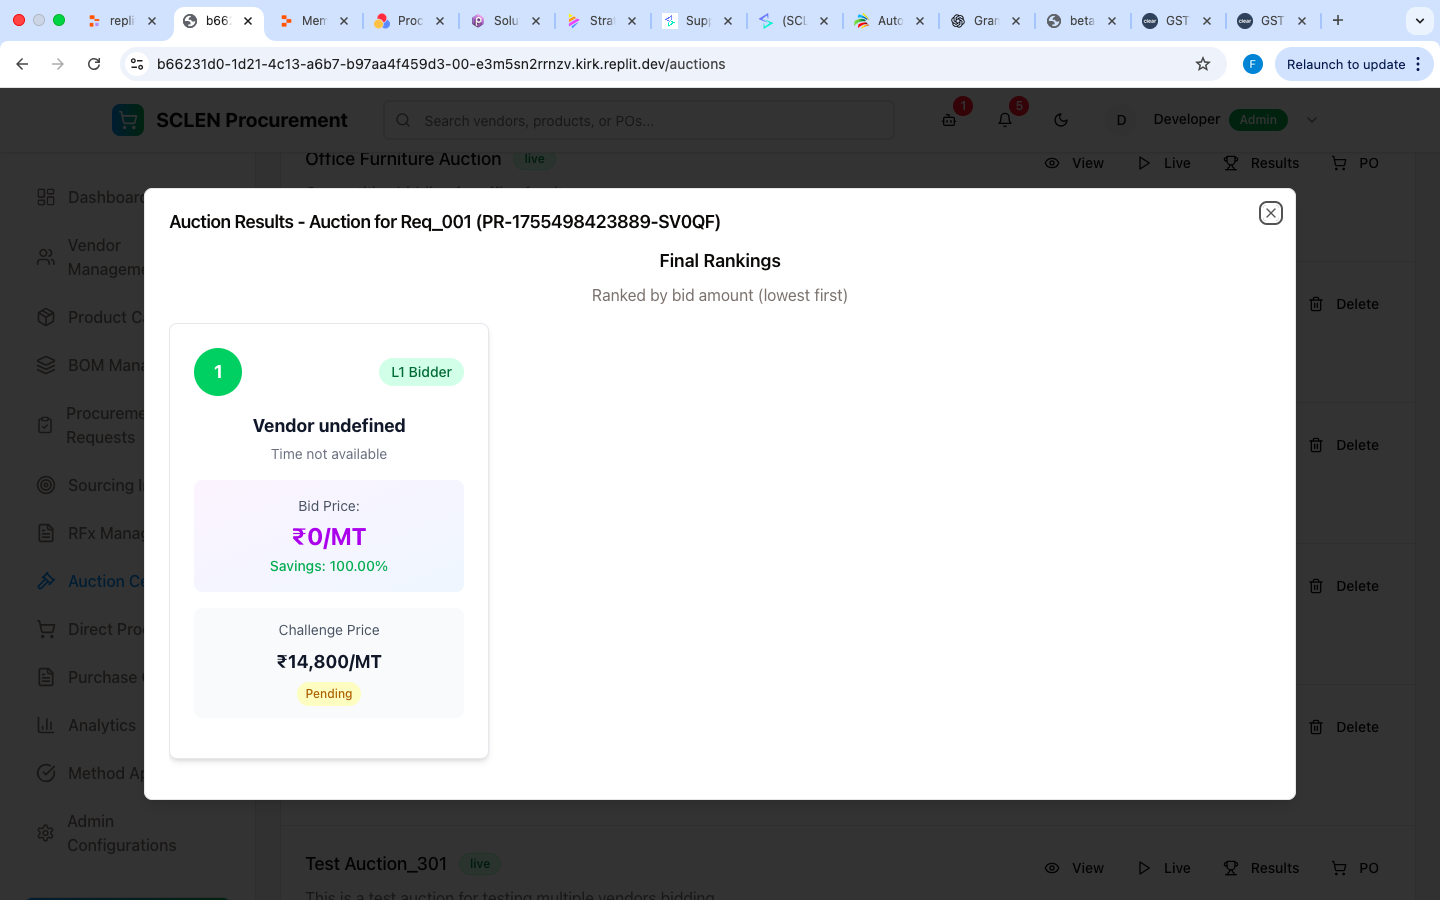 repli
b66
Mem
Proc
Solu
Strat
Supp
(SCL
Auto
Gran
beta
GST
GST
b66231d0-1d21-4c13-a6b7-b97aa4f459d3-00-e3m5sn2rrnzv.kirk.replit.dev/auctions
F
Relaunch to update
SCLEN Procurement
Search vendors, products, or POs...
1
5
D
Developer
Admin
Office Furniture Auction
live
View
Live
Results
PO
Dashboard
Vendor
Management
Product C
BOM Mana
Procureme
Requests
Sourcing I
RFx Manag
Auction Ce
Direct Pro
Purchase
Analytics
Method Ap
Admin
Configurations
Auction Results - Auction for Req_001 (PR-1755498423889-SV0QF)
Final Rankings
Ranked by bid amount (lowest first)
1
L1 Bidder
Vendor undefined
Time not available
Bid Price:
₹0/MT
Savings: 100.00%
Challenge Price
₹14,800/MT
Pending
Delete
Delete
Delete
Delete
Test Auction_301
live
View
Live
Results
PO
This is a test auction for testing multiple vendors bidding